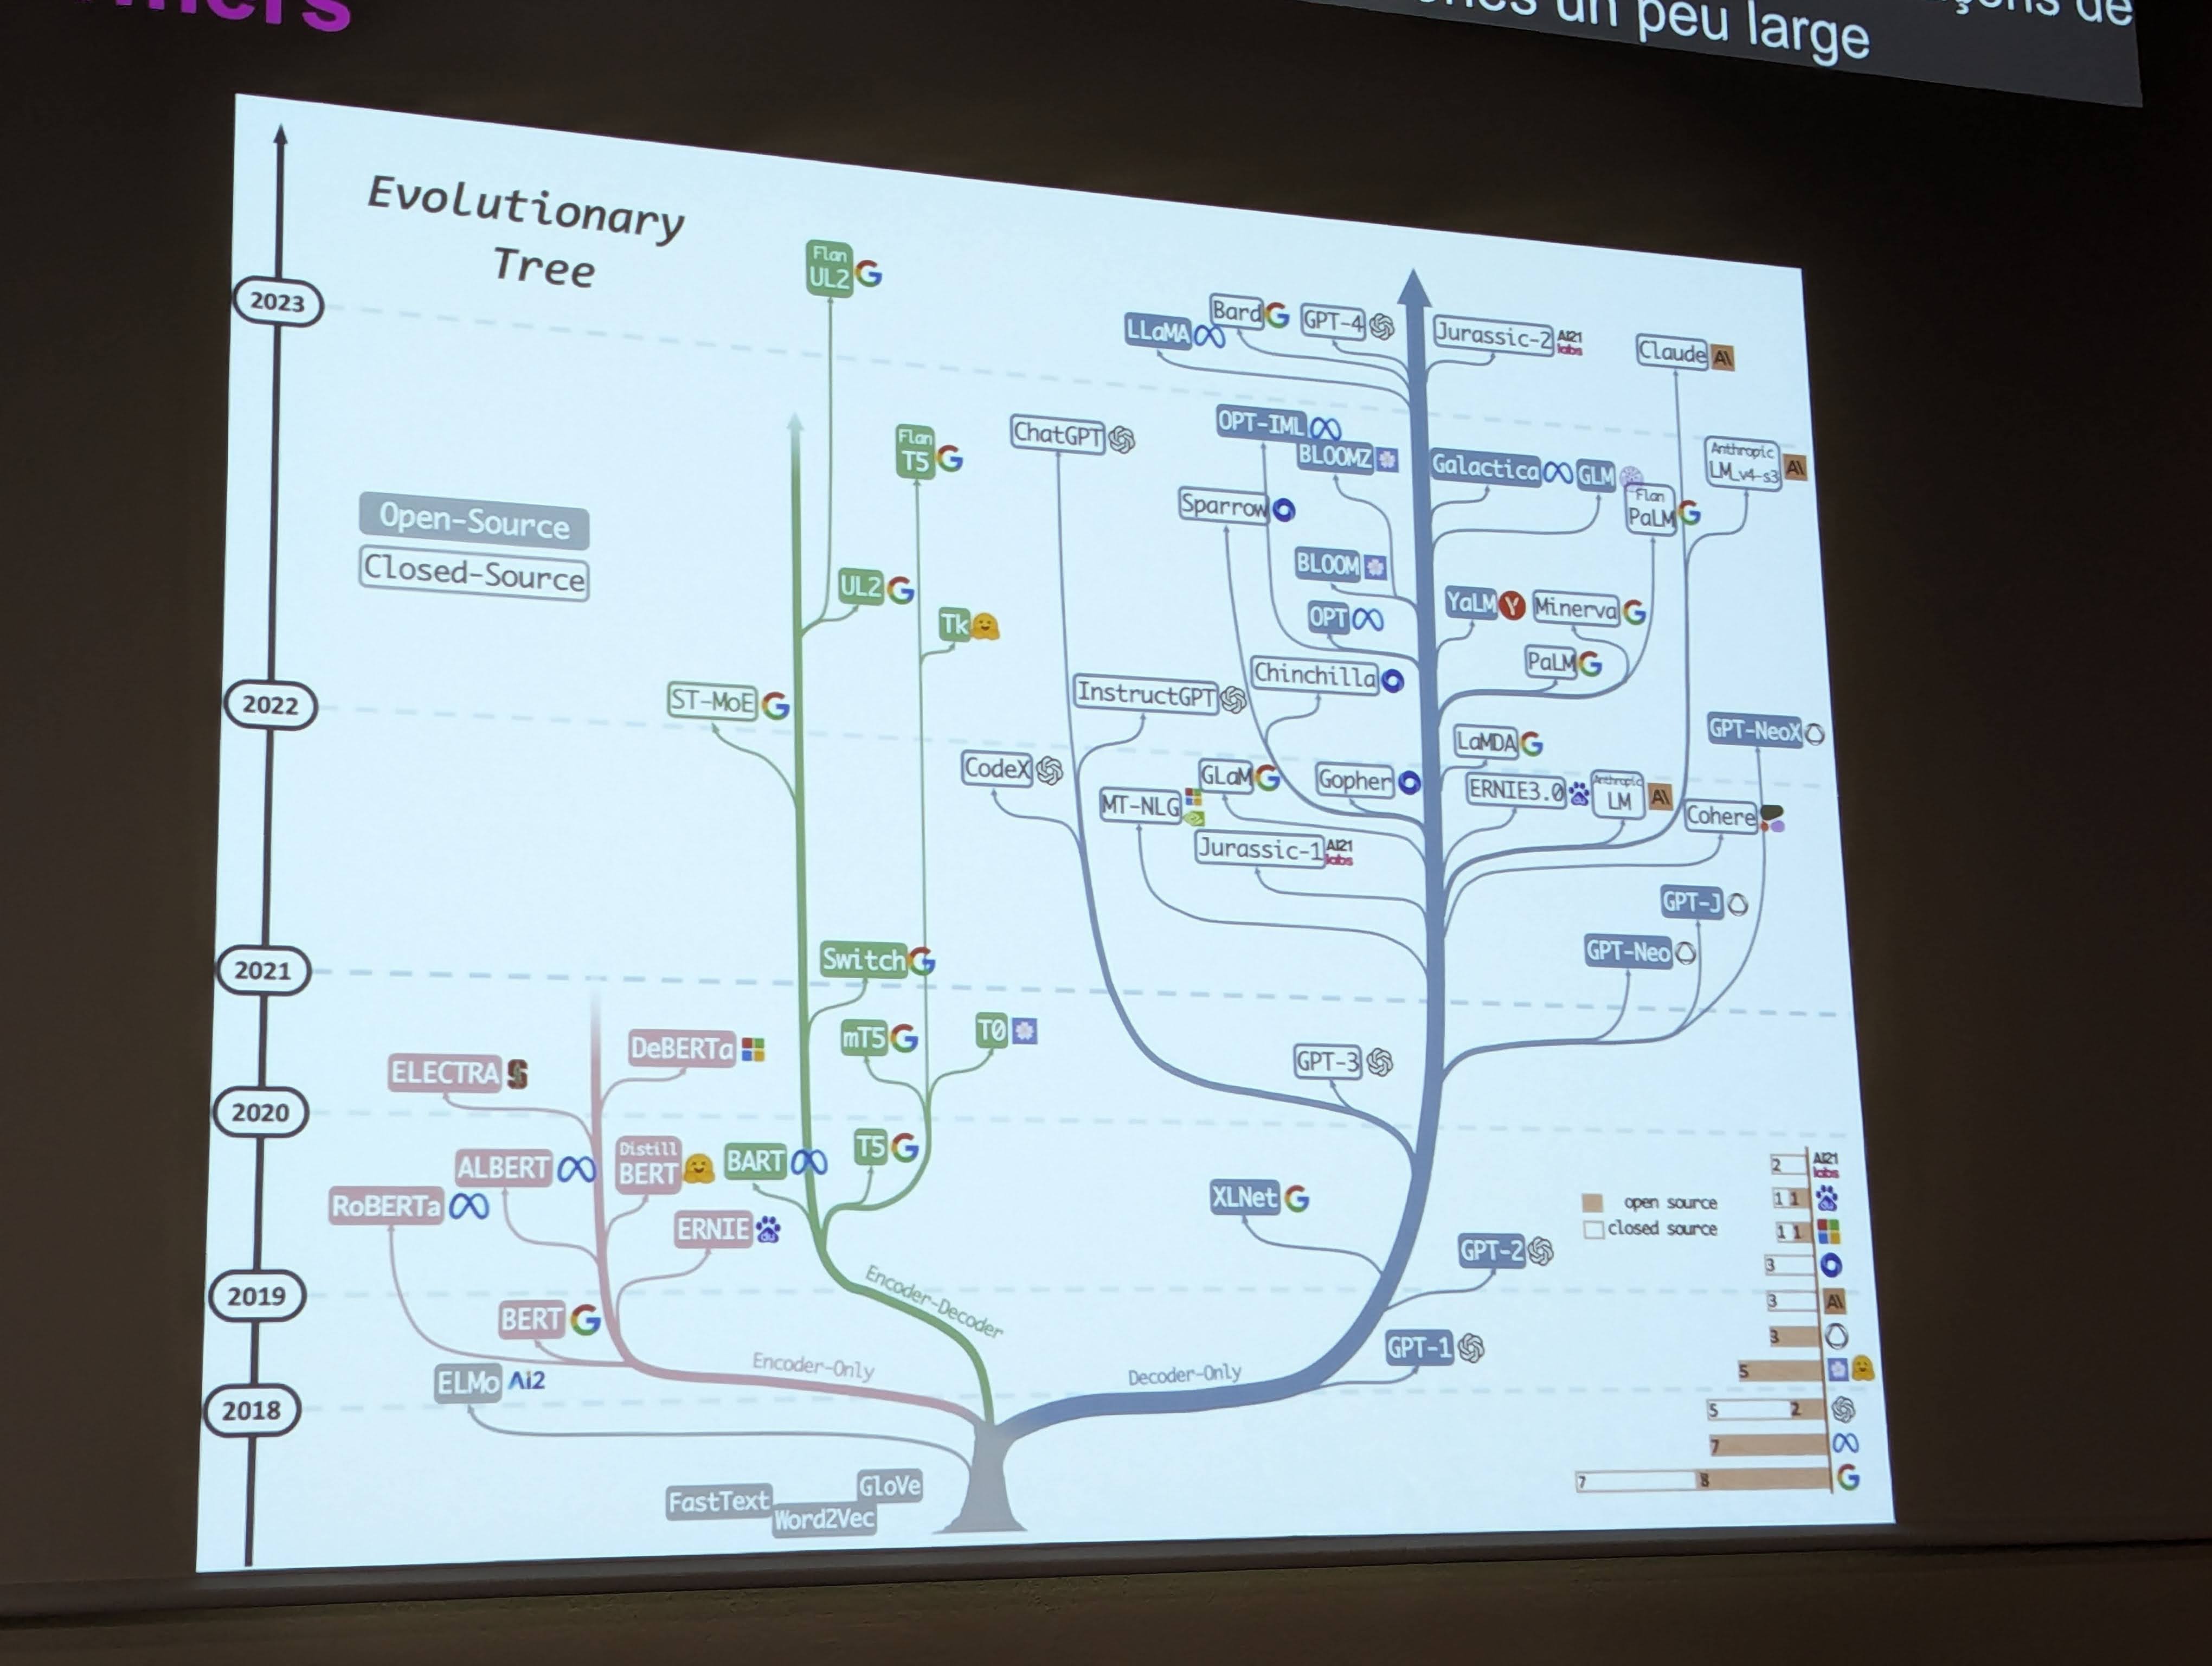 un peu large
de
Evolutionary
Tree
2023
2022
2021
2020
2019
2018
Open-Source
Closed-Source
Flan
UL2
Flan
T5
UL2
Tk
ST-MoE
Switch
mT5
T0
BART
T5
Encoder-Decoder
DeBERTa
ELECTRA
Distill
BERT
ALBERT
RoBERTa
ERNIE
BERT
Encoder-Only
ELMo
AI2
FastText
GloVe
Word2Vec
LLaMA
Bard
GPT-4
Jurassic-2
AI21
labs
Claude
ChatGPT
OPT-IML
BLOOMZ
Galactica
GLM
Anthropic
LM_v4-s3
Flan
PaLM
Sparrow
BLOOM
OPT
YaLM
Minerva
PaLM
Chinchilla
InstructGPT
LaMDA
GPT-NeoX
CodeX
GLaM
Gopher
ERNIE3.0
Anthropic
LM
MT-NLG
Cohere
Jurassic-1
AI21
labs
GPT-J
GPT-Neo
GPT-3
XLNet
GPT-2
GPT-1
Decoder-Only
open source
closed source
2
AI21
labs
1 1
1 1
3
3
3
5
5 2
7
7 8